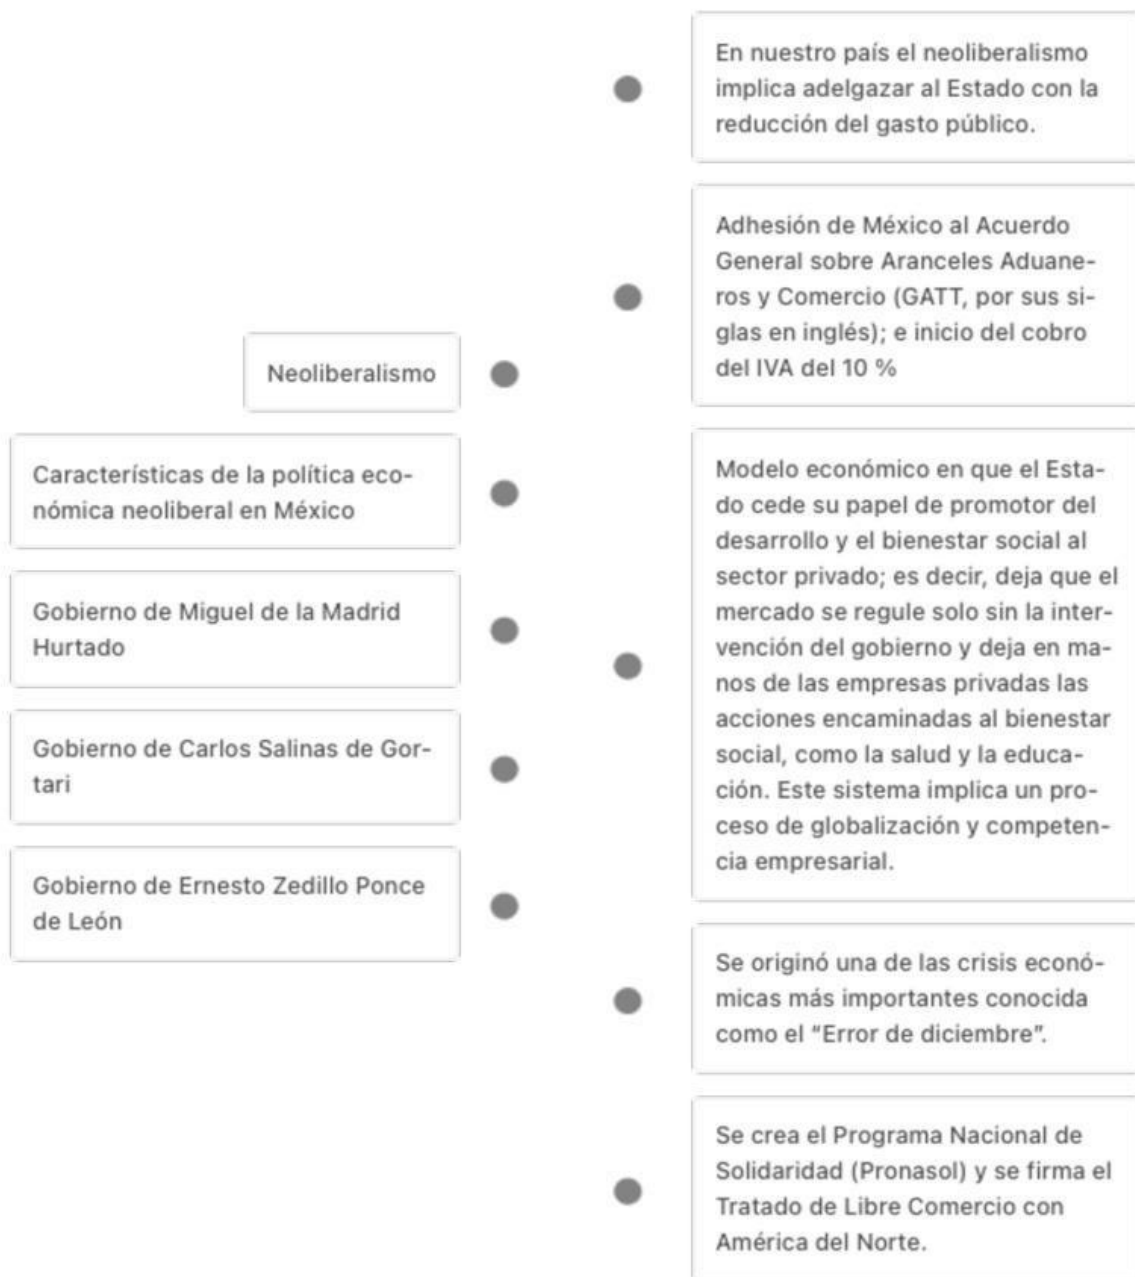 Neoliberalismo
Características de la política eco-
nómica neoliberal en México
Gobierno de Miguel de la Madrid
Hurtado
Gobierno de Carlos Salinas de Gor-
tari
Gobierno de Ernesto Zedillo Ponce
de León
En nuestro país el neoliberalismo
implica adelgazar al Estado con la
reducción del gasto público.
Adhesión de México al Acuerdo
General sobre Aranceles Aduane-
ros y Comercio (GATT, por sus si-
glas en inglés); e inicio del cobro
del IVA del 10 %
Modelo económico en que el Esta-
do cede su papel de promotor del
desarrollo y el bienestar social al
sector privado; es decir, deja que el
mercado se regule solo sin la inter-
vención del gobierno y deja en ma-
nos de las empresas privadas las
acciones encaminadas al bienestar
social, como la salud y la educa-
ción. Este sistema implica un pro-
ceso de globalización y competen-
cia empresarial.
Se originó una de las crisis econó-
micas más importantes conocida
como el “Error de diciembre”.
Se crea el Programa Nacional de
Solidaridad (Pronasol) y se firma el
Tratado de Libre Comercio con
América del Norte.